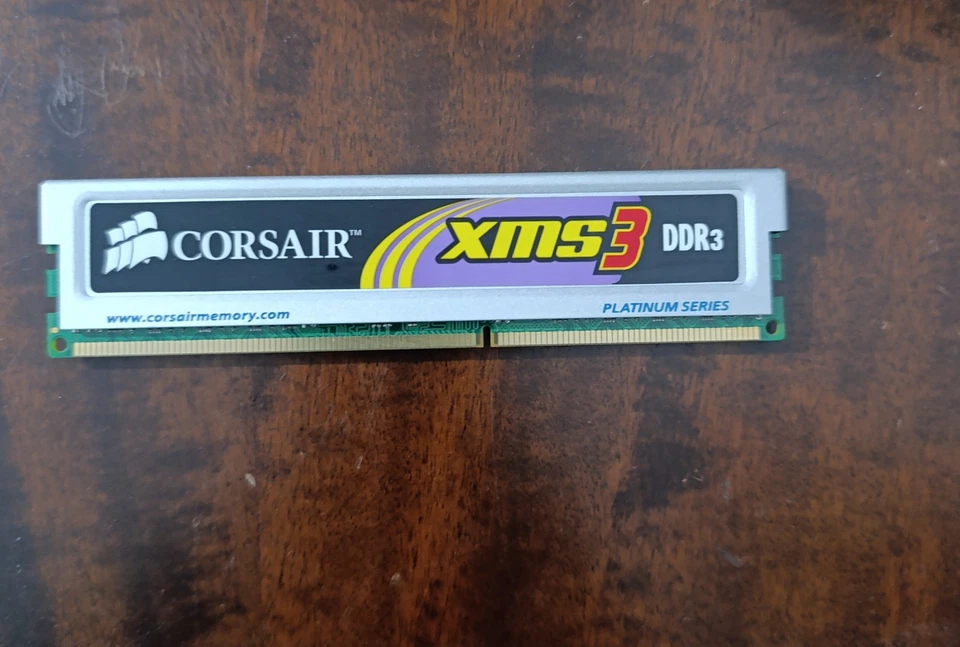 CORSAIR™ XMS3 DDR3
www.corsairmemory.com PLATINUM SERIES